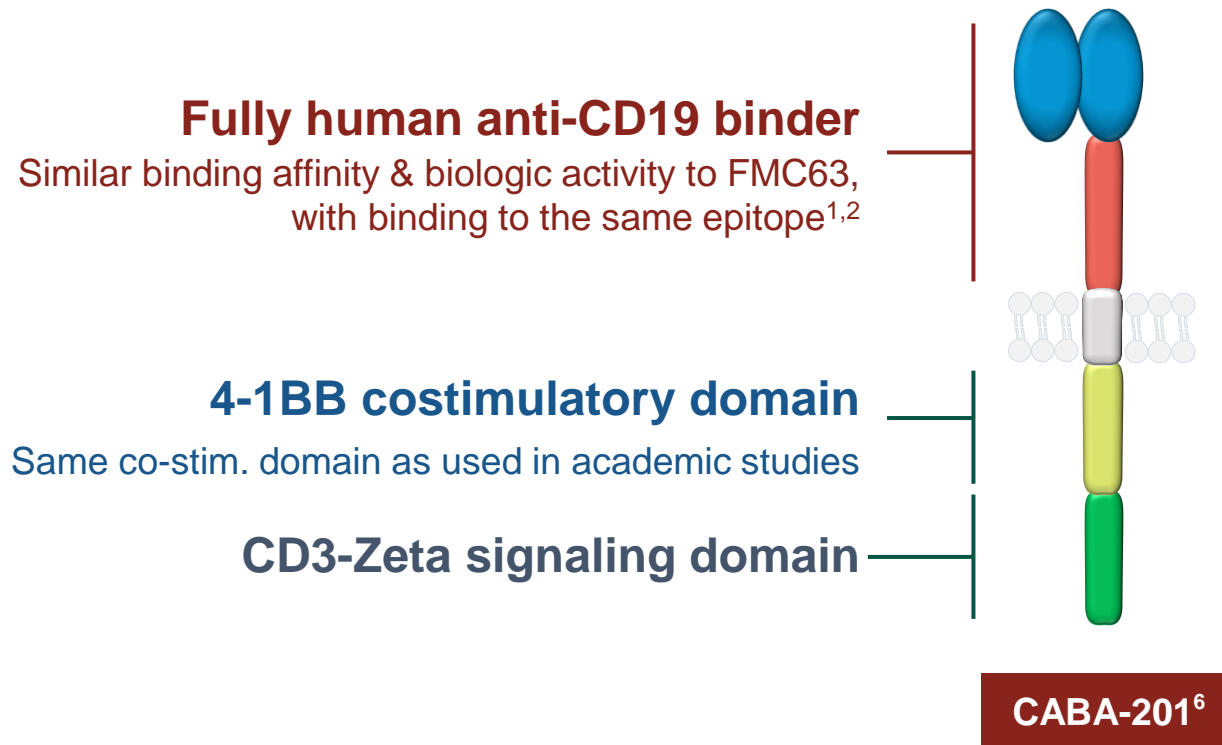 Fully human anti-CD19 binder
Similar binding affinity & biologic activity to FMC63,
with binding to the same epitope1,2
4-1BB costimulatory domain
Same co-stim. domain as used in academic studies
CD3-Zeta signaling domain
CABA-2016